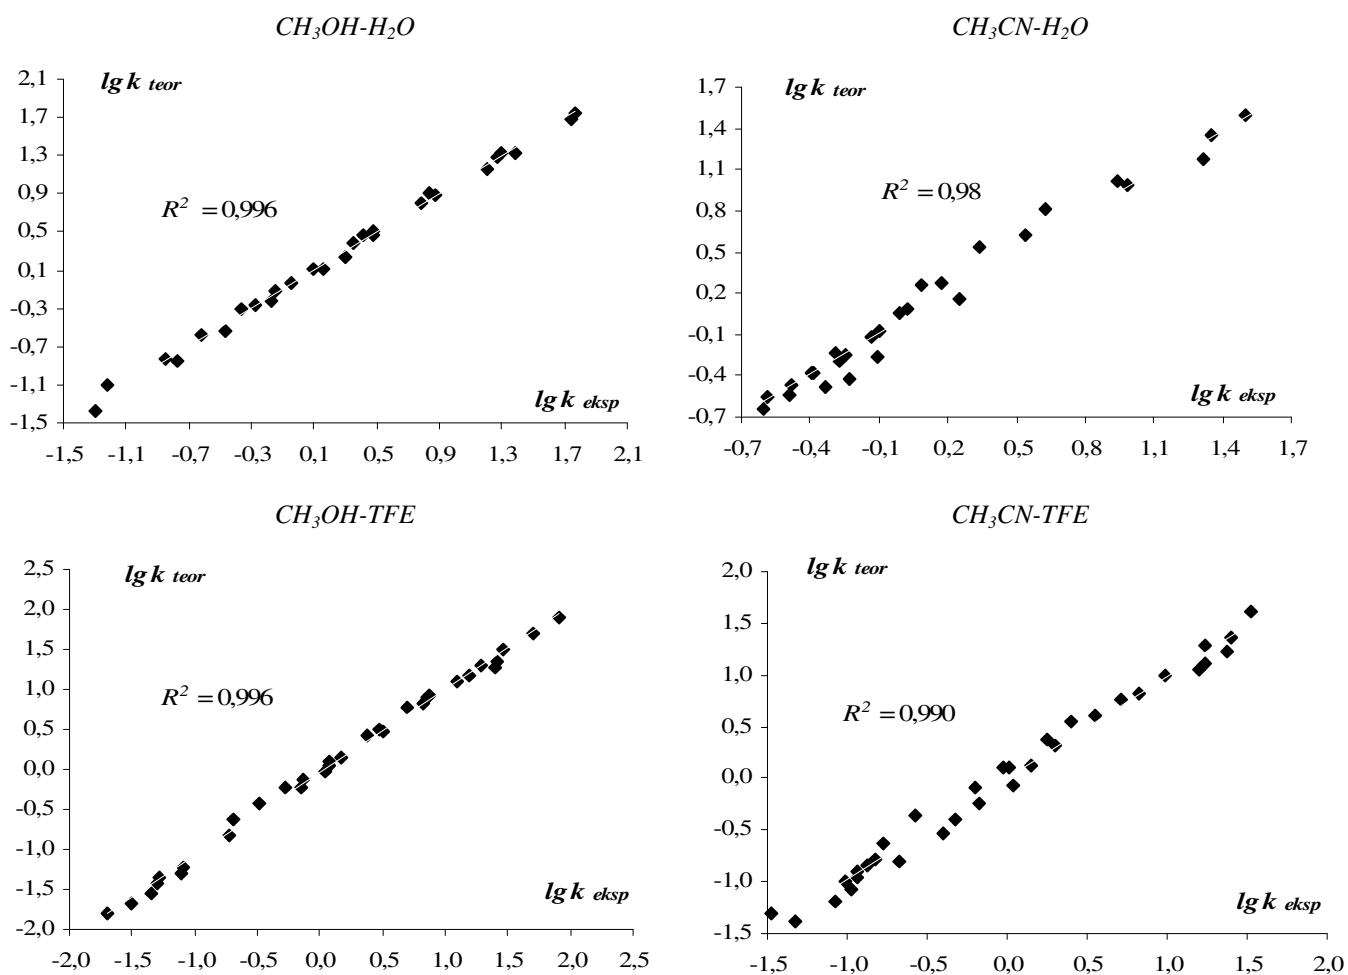 CH₃OH-H₂O
lg k teor
2,1
1,7
1,3
0,9
0,5
0,1
-0,3
-0,7
-1,1
-1,5
R² = 0,996
lg k eksp
-1,5 -1,1 -0,7 -0,3 0,1 0,5 0,9 1,3 1,7 2,1
CH₃CN-H₂O
lg k teor
1,7
1,4
1,1
0,8
0,5
0,2
-0,1
-0,4
-0,7
R² = 0,98
lg k eksp
-0,7 -0,4 -0,1 0,2 0,5 0,8 1,1 1,4 1,7
CH₃OH-TFE
lg k teor
2,5
2,0
1,5
1,0
0,5
0,0
-0,5
-1,0
-1,5
-2,0
R² = 0,996
lg k eksp
-2,0 -1,5 -1,0 -0,5 0,0 0,5 1,0 1,5 2,0 2,5
CH₃CN-TFE
lg k teor
2,0
1,5
1,0
0,5
0,0
-0,5
-1,0
-1,5
R² = 0,990
lg k eksp
-1,5 -1,0 -0,5 0,0 0,5 1,0 1,5 2,0